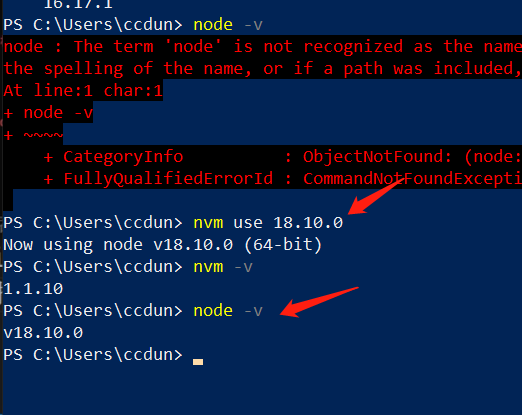 16.17.1
PS C:\Users\ccdun> node -v
node : The term 'node' is not recognized as the name
the spelling of the name, or if a path was included,
At line:1 char:1
+ node -v
+ ~~~~
    + CategoryInfo          : ObjectNotFound: (node:
    + FullyQualifiedErrorId : CommandNotFoundExcepti
PS C:\Users\ccdun> nvm use 18.10.0
Now using node v18.10.0 (64-bit)
PS C:\Users\ccdun> nvm -v
1.1.10
PS C:\Users\ccdun> node -v
v18.10.0
PS C:\Users\ccdun>